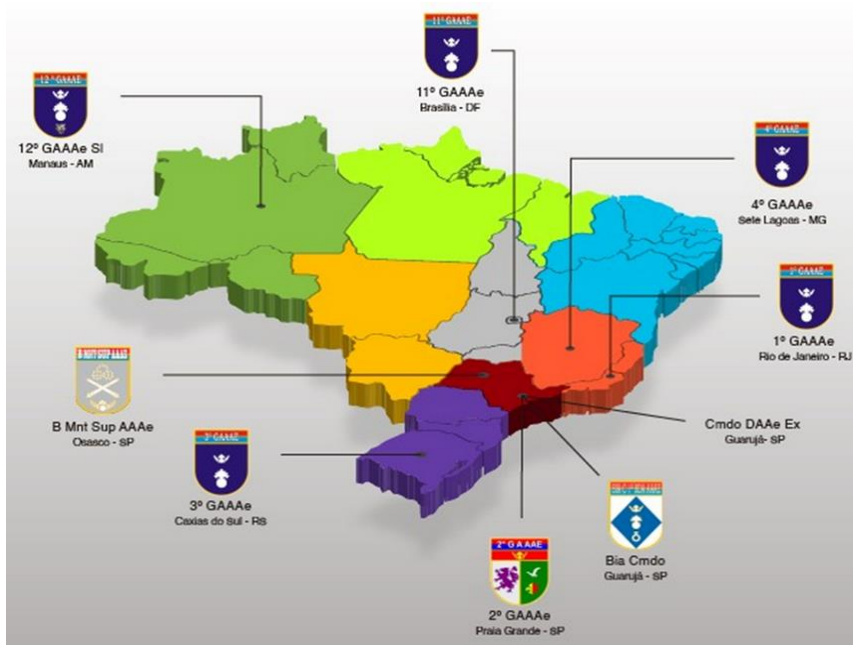 11º GAAAE
11º GAAAe
Brasília - DF
12º GAAAE
12º GAAAe Sl
Manaus - AM
4º GAAAE
4º GAAAe
Sele Lagoas - MG
1º GAAAE
1º GAAAe
Rio de Janeiro - RJ
B MNT SUP AAAE
B Mnt Sup AAAe
Osasco - SP
Cmdo DAAe Ex
Guarujá- SP
3º GAAAE
3º GAAAe
Caxias do Sul - RS
Bia Cmdo
Guarujá - SP
2º G A AAE
2º GAAAe
Praia Grande - SP